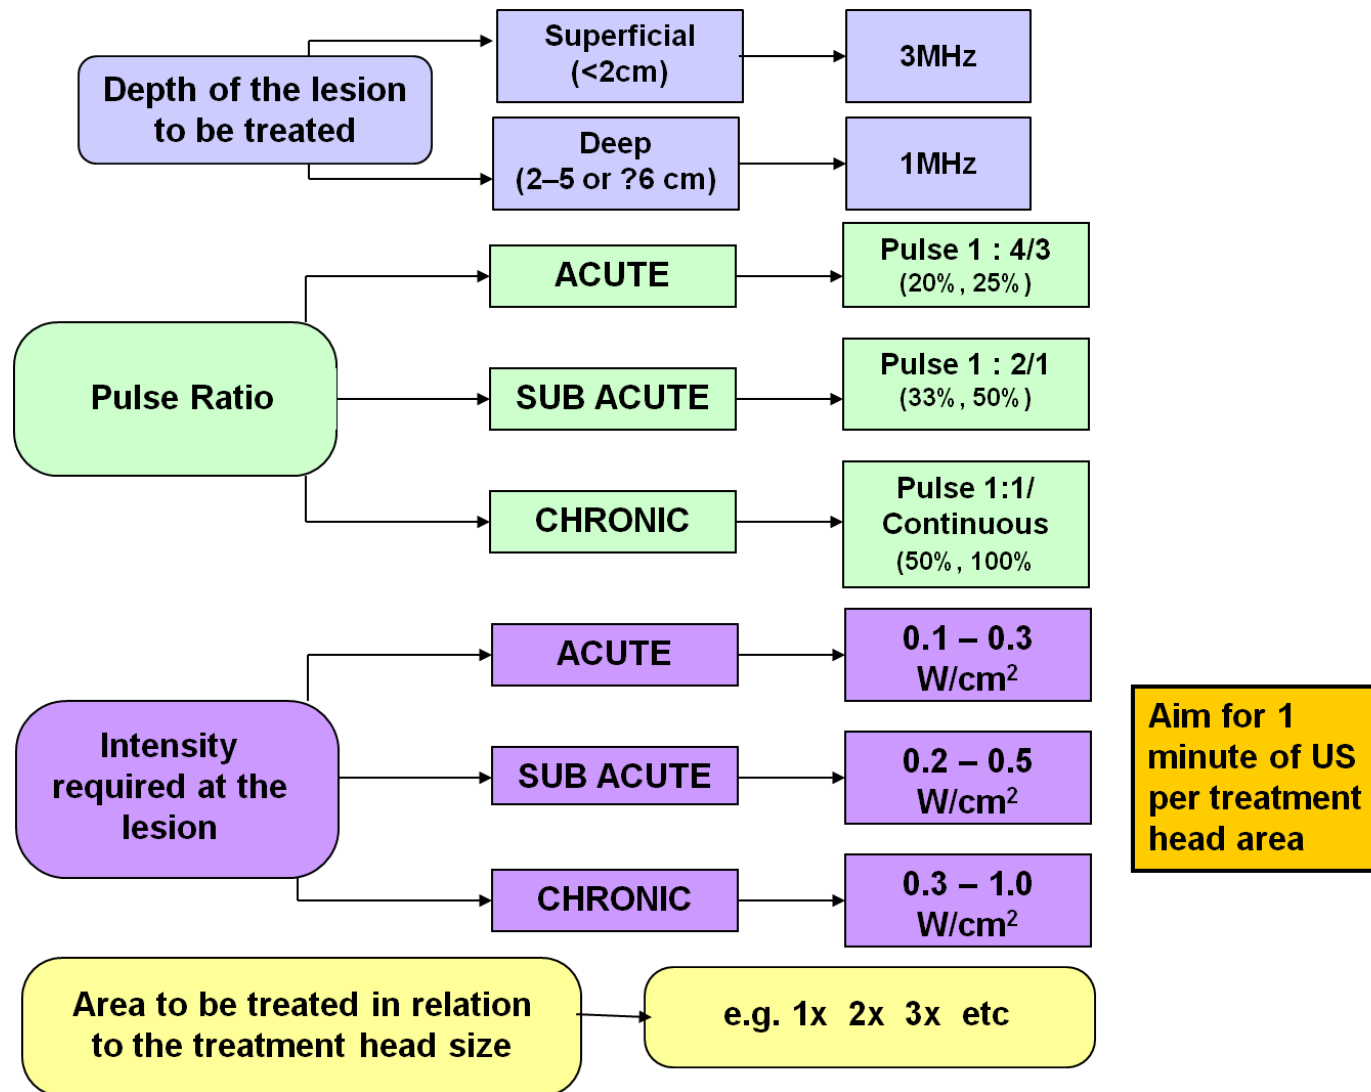 Depth of the lesion
to be treated
Superficial
(<2cm)
3MHz
Deep
(2–5 or ?6 cm)
1MHz
Pulse Ratio
ACUTE
Pulse 1 : 4/3
(20%, 25%)
SUB ACUTE
Pulse 1 : 2/1
(33%, 50%)
CHRONIC
Pulse 1:1/
Continuous
(50%, 100%
Intensity
required at the
lesion
ACUTE
0.1 – 0.3
W/cm²
SUB ACUTE
0.2 – 0.5
W/cm²
CHRONIC
0.3 – 1.0
W/cm²
Aim for 1
minute of US
per treatment
head area
Area to be treated in relation
to the treatment head size
e.g. 1x 2x 3x etc